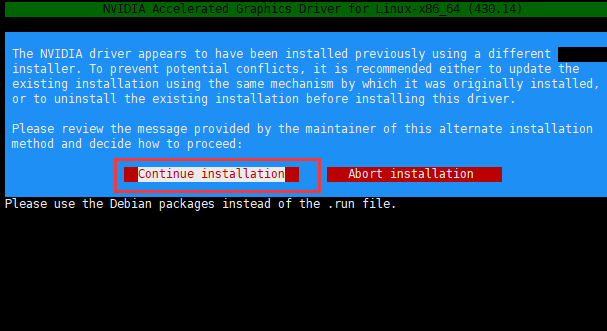 NVIDIA Accelerated Graphics Driver for Linux-x86_64 (430.14)
The NVIDIA driver appears to have been installed previously using a different
installer. To prevent potential conflicts, it is recommended either to update the
existing installation using the same mechanism by which it was originally installed,
or to uninstall the existing installation before installing this driver.
Please review the message provided by the maintainer of this alternate installation
method and decide how to proceed:
Continue installation Abort installation
Please use the Debian packages instead of the .run file.